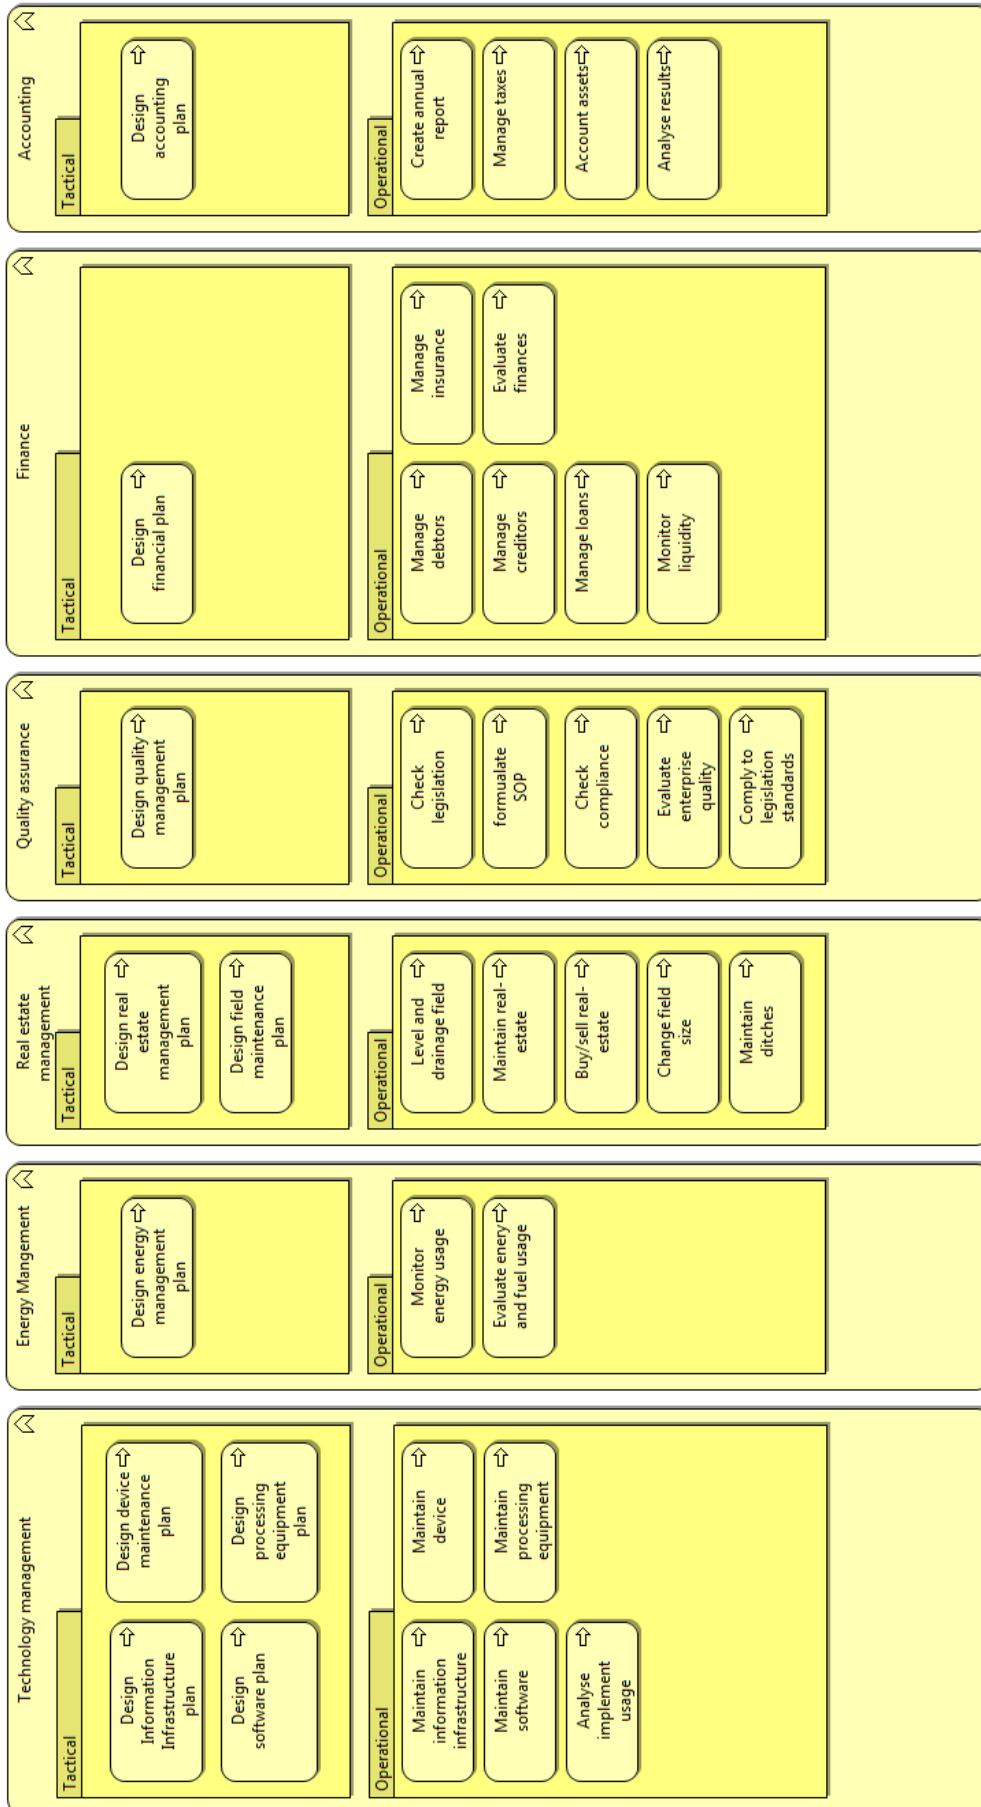 Technology management
Tactical
Design
Information
Infrastructure
plan
Design device
maintenance
plan
Design
software plan
Design
processing
equipment
plan
Operational
Maintain
information
infrastructure
Maintain
device
Maintain
software
Maintain
processing
equipment
Analyse
implement
usage
Energy Mangement
Tactical
Design energy
management
plan
Operational
Monitor
energy usage
Evaluate enery
and fuel usage
Real estate
management
Tactical
Design real
estate
management
plan
Design field
maintenance
plan
Operational
Level and
drainage field
Maintain real-
estate
Buy/sell real-
estate
Change field
size
Maintain
ditches
Quality assurance
Tactical
Design quality
management
plan
Operational
Check
legislation
formualate
SOP
Check
compliance
Evaluate
enterprise
quality
Comply to
legislation
standards
Finance
Tactical
Design
financial plan
Operational
Manage
debtors
Manage
insurance
Manage
creditors
Evaluate
finances
Manage loans
Monitor
liquidity
Accounting
Tactical
Design
accounting
plan
Operational
Create annual
report
Manage taxes
Account assets
Analyse results